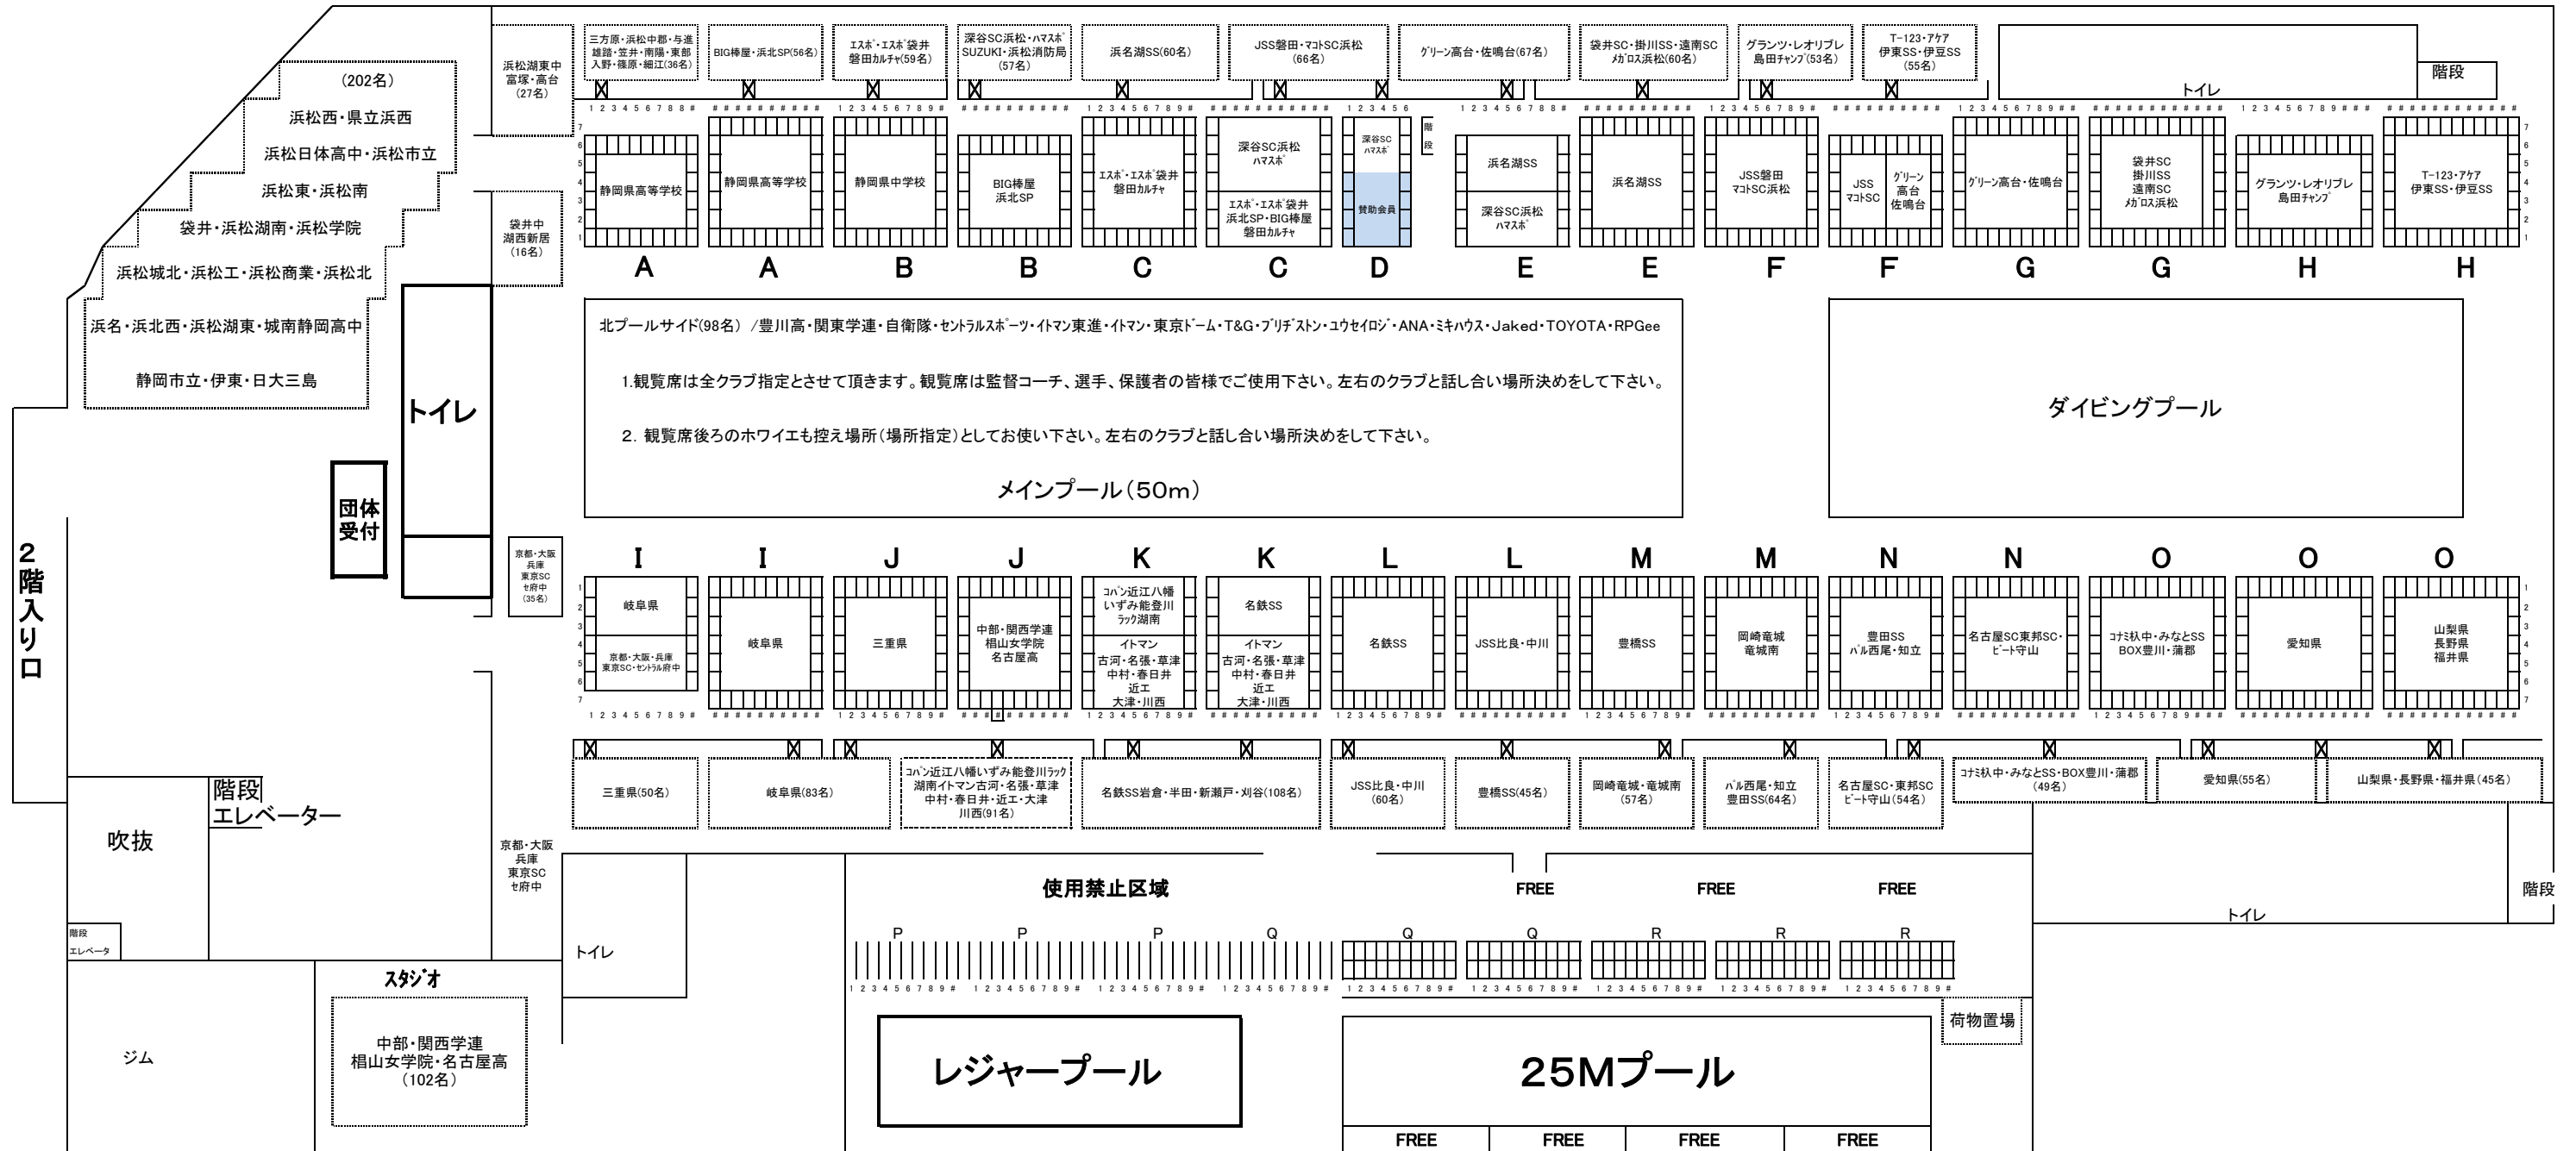 (202名)
浜松西・県立浜西
浜松日体高中・浜松市立
浜松東・浜松南
袋井・浜松湖南・浜松学院
浜松城北・浜松工・浜松商業・浜松北
浜名・浜北西・浜松湖東・城南静岡高中
静岡市立・伊東・日大三島
浜松湖東中
富塚・高台
(27名)
三方原・浜松中郡・与進
雄踏・笠井・南陽・東部
入野・篠原・細江(36名)
BIG棒屋・浜北SP(56名)
ｴｽﾎﾟ・ｴｽﾎﾟ袋井
磐田ｶﾙﾁｬ(59名)
深谷SC浜松・ﾊﾏｽﾎﾟ
SUZUKI・浜松消防局
(57名)
浜名湖SS(60名)
JSS磐田・ﾏｺﾄSC浜松
(66名)
ｸﾞﾘｰﾝ高台・佐鳴台(67名)
袋井SC・掛川SS・遠南SC
ﾒｶﾞﾛｽ浜松(60名)
ｸﾞﾗﾝﾂ・ﾚｵﾘﾌﾞﾚ
島田ﾁｬﾝﾌﾟ(53名)
T-123・ｱｹｱ
伊東SS・伊豆SS
(55名)
トイレ
階段
袋井中
湖西新居
(16名)
静岡県高等学校
静岡県高等学校
静岡県中学校
BIG棒屋
浜北SP
ｴｽﾎﾟ・ｴｽﾎﾟ袋井
磐田ｶﾙﾁｬ
深谷SC浜松
ﾊﾏｽﾎﾟ
ｴｽﾎﾟ・ｴｽﾎﾟ袋井
浜北SP・BIG棒屋
磐田ｶﾙﾁｬ
深谷SC
ﾊﾏｽﾎﾟ
賛助会員
階
段
浜名湖SS
深谷SC浜松
ﾊﾏｽﾎﾟ
浜名湖SS
JSS磐田
ﾏｺﾄSC浜松
JSS
ﾏｺﾄSC
ｸﾞﾘｰﾝ
高台
佐鳴台
ｸﾞﾘｰﾝ高台・佐鳴台
袋井SC
掛川SS
遠南SC
ﾒｶﾞﾛｽ浜松
ｸﾞﾗﾝﾂ・ﾚｵﾘﾌﾞﾚ
島田ﾁｬﾝﾌﾟ
T-123・ｱｹｱ
伊東SS・伊豆SS
A A B B C C D E E F F G G H H
北プールサイド(98名) /豊川高・関東学連・自衛隊・ｾﾝﾄﾗﾙｽﾎﾟｰﾂ・ｲﾄﾏﾝ東進・ｲﾄﾏﾝ・東京ﾄﾞｰﾑ・T&G・ﾌﾞﾘﾁﾞｽﾄﾝ・ﾕｳｾｲﾛｼﾞ・ANA・ﾐｷﾊｳｽ・Jaked・TOYOTA・RPGee
1.観覧席は全クラブ指定とさせて頂きます。観覧席は監督コーチ、選手、保護者の皆様でご使用下さい。左右のクラブと話し合い場所決めをして下さい。
２．観覧席後ろのホワイエも控え場所（場所指定）としてお使い下さい。左右のクラブと話し合い場所決めをして下さい。
メインプール（50ｍ）
ダイビングプール
トイレ
団体
受付
２階入り口
京都・大阪
兵庫
東京SC
ｾ府中
(35名)
I I J J K K L L M M N N O O O
岐阜県
京都・大阪・兵庫
東京SC・ｾﾝﾄﾗﾙ府中
岐阜県
三重県
中部・関西学連
椙山女学院
名古屋高
ｺﾊﾟﾝ近江八幡
いずみ能登川
ﾗｯｸ湖南
イトマン
古河・名張・草津
中村・春日井
近エ
大津・川西
名鉄SS
イトマン
古河・名張・草津
中村・春日井
近エ
大津・川西
名鉄SS
JSS比良・中川
豊橋SS
岡崎竜城
竜城南
豊田SS
ﾊﾟﾙ西尾・知立
名古屋SC東邦SC・
ﾋﾞｰﾄ守山
ｺﾅﾐ杁中・みなとSS
BOX豊川・蒲郡
愛知県
山梨県
長野県
福井県
三重県(50名)
岐阜県(83名)
ｺﾊﾟﾝ近江八幡いずみ能登川ﾗｯｸ
湖南イトマン古河・名張・草津
中村・春日井・近エ・大津
川西(91名)
名鉄SS岩倉・半田・新瀬戸・刈谷(108名)
JSS比良・中川
(60名)
豊橋SS(45名)
岡崎竜城・竜城南
(57名)
ﾊﾟﾙ西尾・知立
豊田SS(64名)
名古屋SC・東邦SC
ﾋﾞｰﾄ守山(54名)
ｺﾅﾐ杁中・みなとSS・BOX豊川・蒲郡
(49名)
愛知県(55名)
山梨県・長野県・福井県(45名)
階段
エレベーター
吹抜
階段
ｴﾚﾍﾞｰﾀ
京都・大阪
兵庫
東京SC
ｾ府中
トイレ
使用禁止区域
FREE FREE FREE
トイレ
階段
P P P Q Q Q R R R
スタジオ
中部・関西学連
椙山女学院・名古屋高
(102名)
ジム
レジャープール
25Mプール
荷物置場
FREE FREE FREE FREE